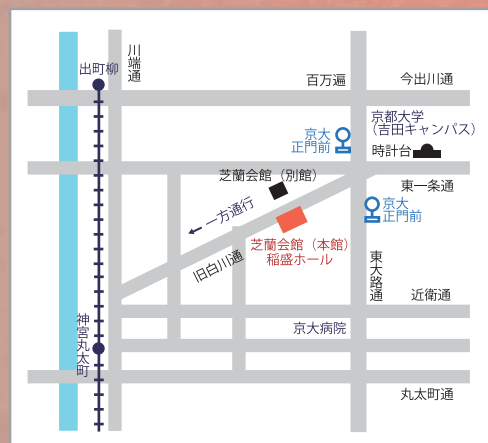 川端通
出町柳
百万遍
今出川通
京都大学
（吉田キャンパス）
京大
正門前
時計台
芝蘭会館（別館）
東一条通
京大
正門前
一方通行
芝蘭会館（本館）
稲盛ホール
旧白川通
東大路通
近衛通
神宮丸太町
京大病院
丸太町通